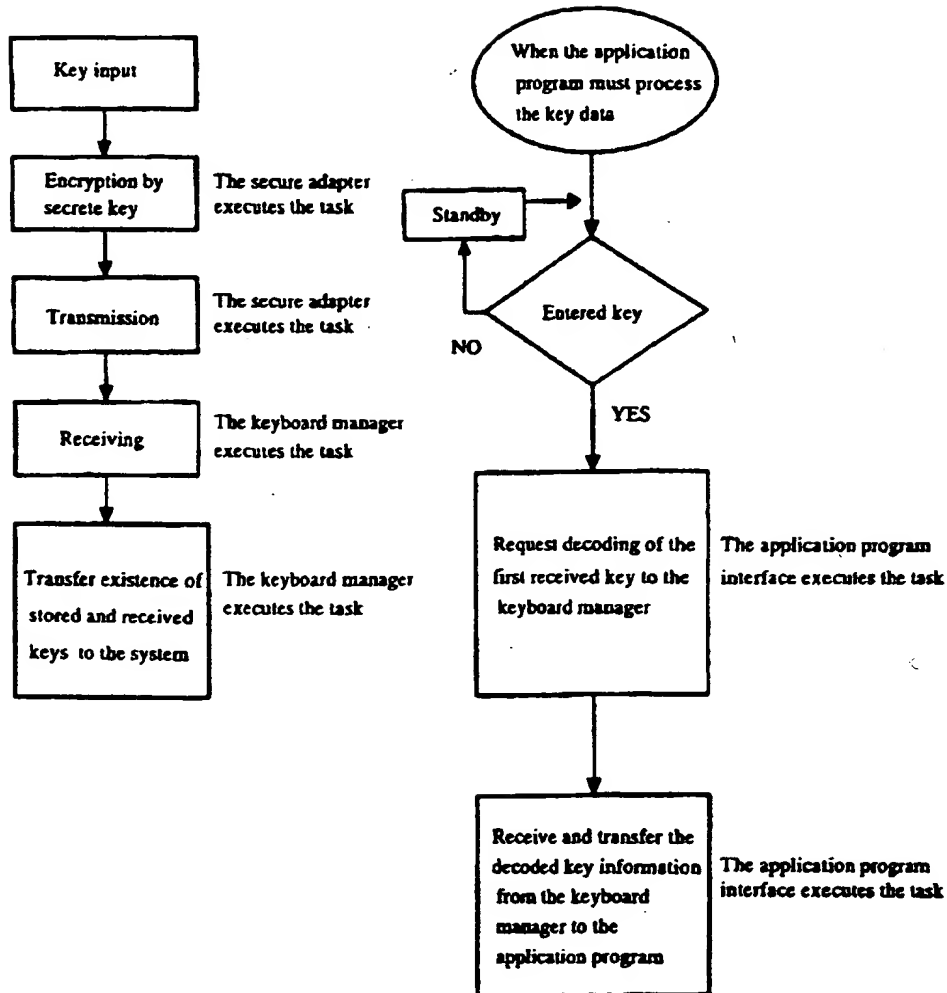 Key input
Encryption by
secrete key
The secure adapter
executes the task
Transmission
The secure adapter
executes the task
Receiving
The keyboard manager
executes the task
Transfer existence of
stored and received
keys to the system
The keyboard manager
executes the task
When the application
program must process
the key data
Standby
Entered key
NO
YES
Request decoding of the
first received key to the
keyboard manager
The application program
interface executes the task
Receive and transfer the
decoded key information
from the keyboard
manager to the
application program
The application program
interface executes the task